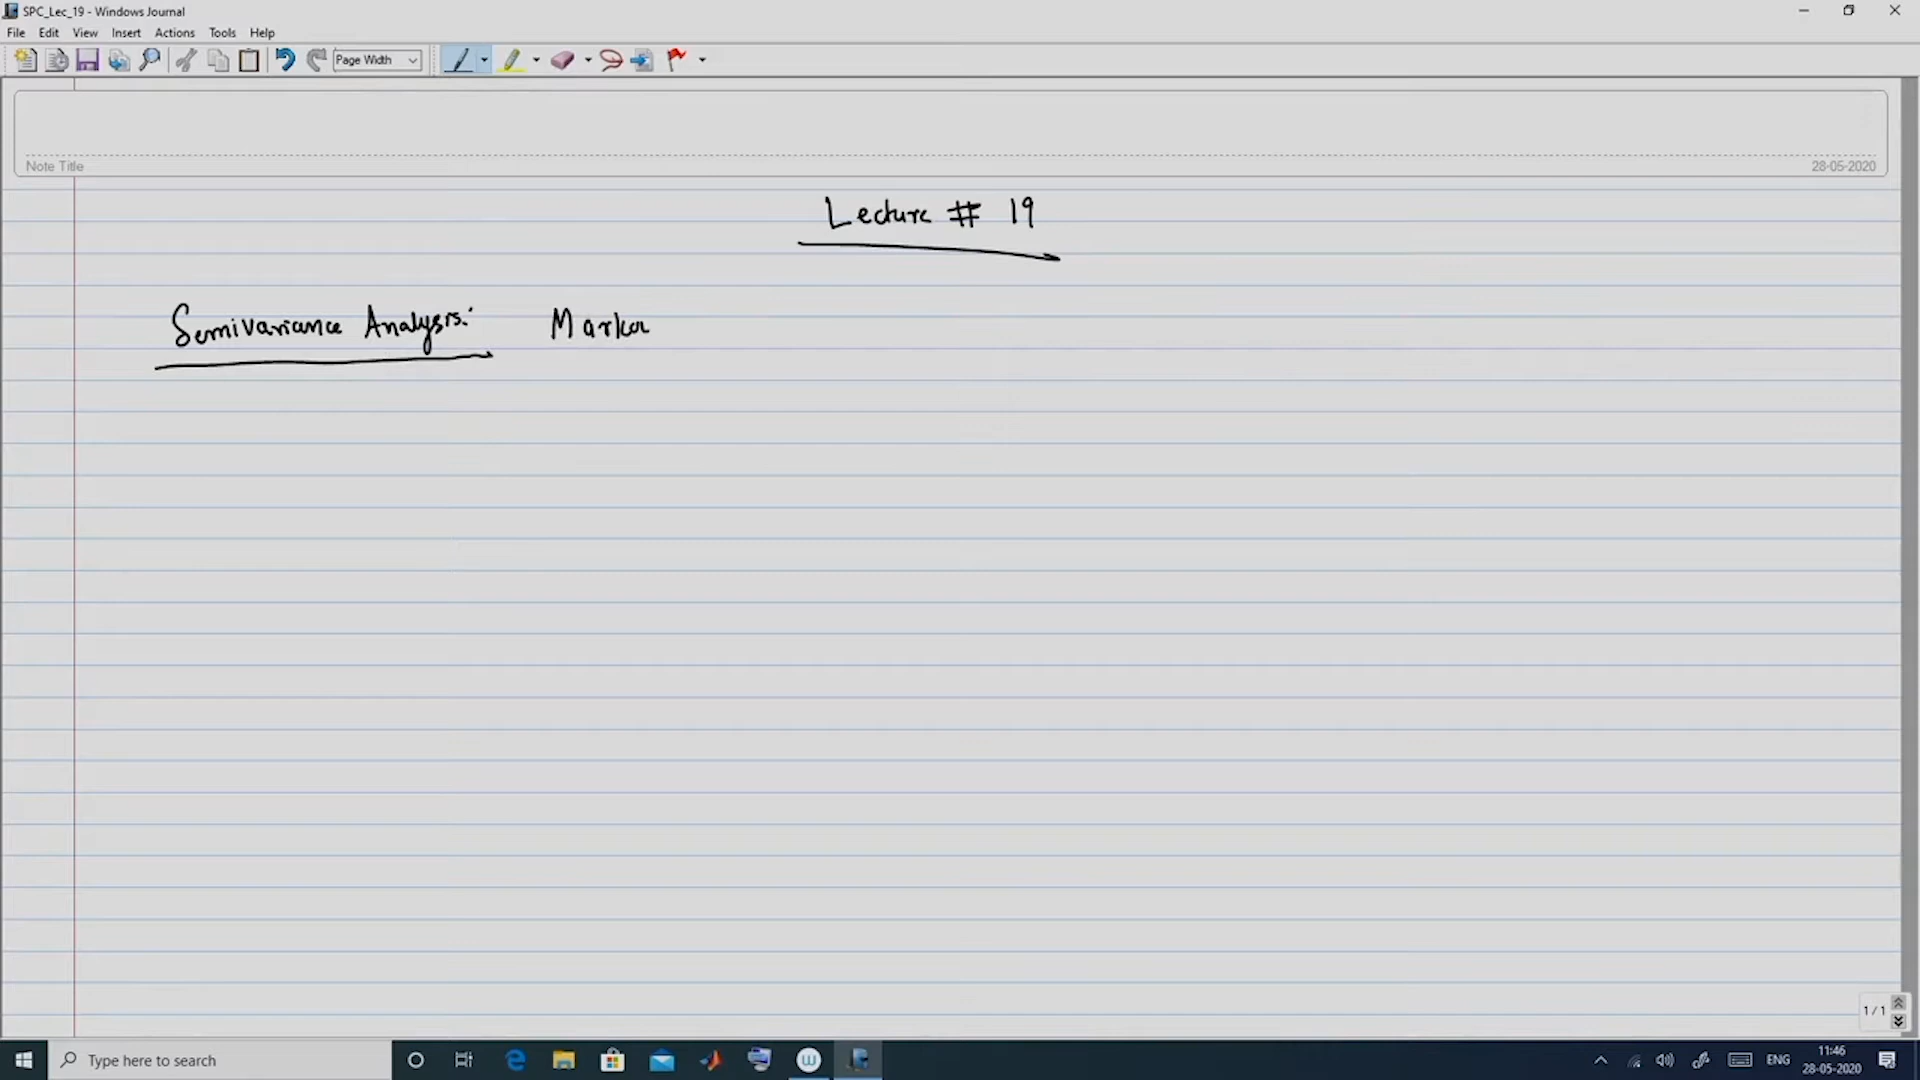 SPC_Lec_19 - Windows Journal
File Edit View Insert Actions Tools Help
Page Width
Note Title
28-05-2020
Lecture # 19
Semivariance Analysis:- Markov
1 / 1
Type here to search
ENG
11:46
28-05-2020